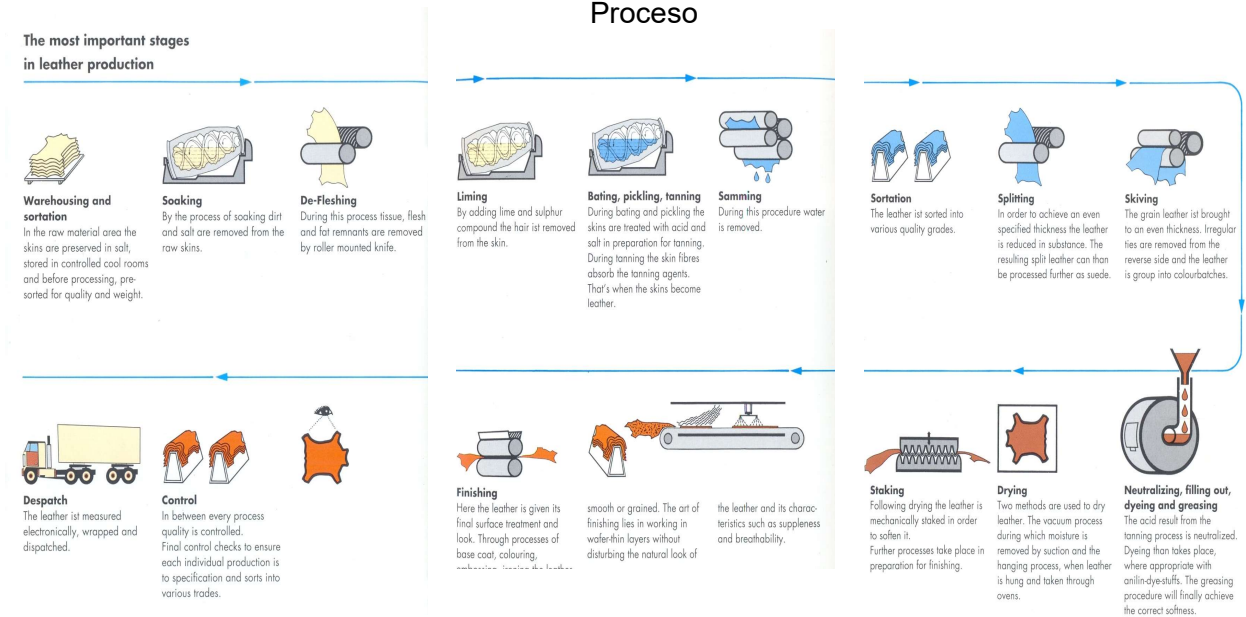 Proceso
The most important stages
in leather production
Warehousing and
sortation
In the raw material area the
skins are preserved in salt,
stored in controlled cool rooms
and before processing, pre-
sorted for quality and weight.
Soaking
By the process of soaking dirt
and salt are removed from the
raw skins.
De-Fleshing
During this process tissue, flesh
and fat remnants are removed
by roller mounted knife.
Liming
By adding lime and sulphur
compound the hair ist removed
from the skin.
Bating, pickling, tanning
During bating and pickling the
skins are treated with acid and
salt in preparation for tanning.
During tanning the skin fibres
absorb the tanning agents.
That's when the skins become
leather.
Samming
During this procedure water
is removed.
Sortation
The leather ist sorted into
various quality grades.
Splitting
In order to achieve an even
specified thickness the leather
is reduced in substance. The
resulting split leather can than
be processed further as suede.
Skiving
The grain leather ist brought
to an even thickness. Irregular
ties are removed from the
reverse side and the leather
is group into colourbatches.
Neutralizing, filling out,
dyeing and greasing
The acid result from the
tanning process is neutralized.
Dyeing than takes place,
where appropriate with
anilin-dye-stuffs. The greasing
procedure will finally achieve
the correct softness.
Drying
Two methods are used to dry
leather. The vacuum process
during which moisture is
removed by suction and the
hanging process, when leather
is hung and taken through
ovens.
Staking
Following drying the leather is
mechanically staked in order
to soften it.
Further processes take place in
preparation for finishing.
Finishing
Here the leather is given its
final surface treatment and
look. Through processes of
base coat, colouring,
embossing, ironing the leather
smooth or grained. The art of
finishing lies in working in
wafer-thin layers without
disturbing the natural look of
the leather and its charac-
teristics such as suppleness
and breathability.
Control
In between every process
quality is controlled.
Final control checks to ensure
each individual production is
to specification and sorts into
various trades.
Despatch
The leather ist measured
electronically, wrapped and
dispatched.